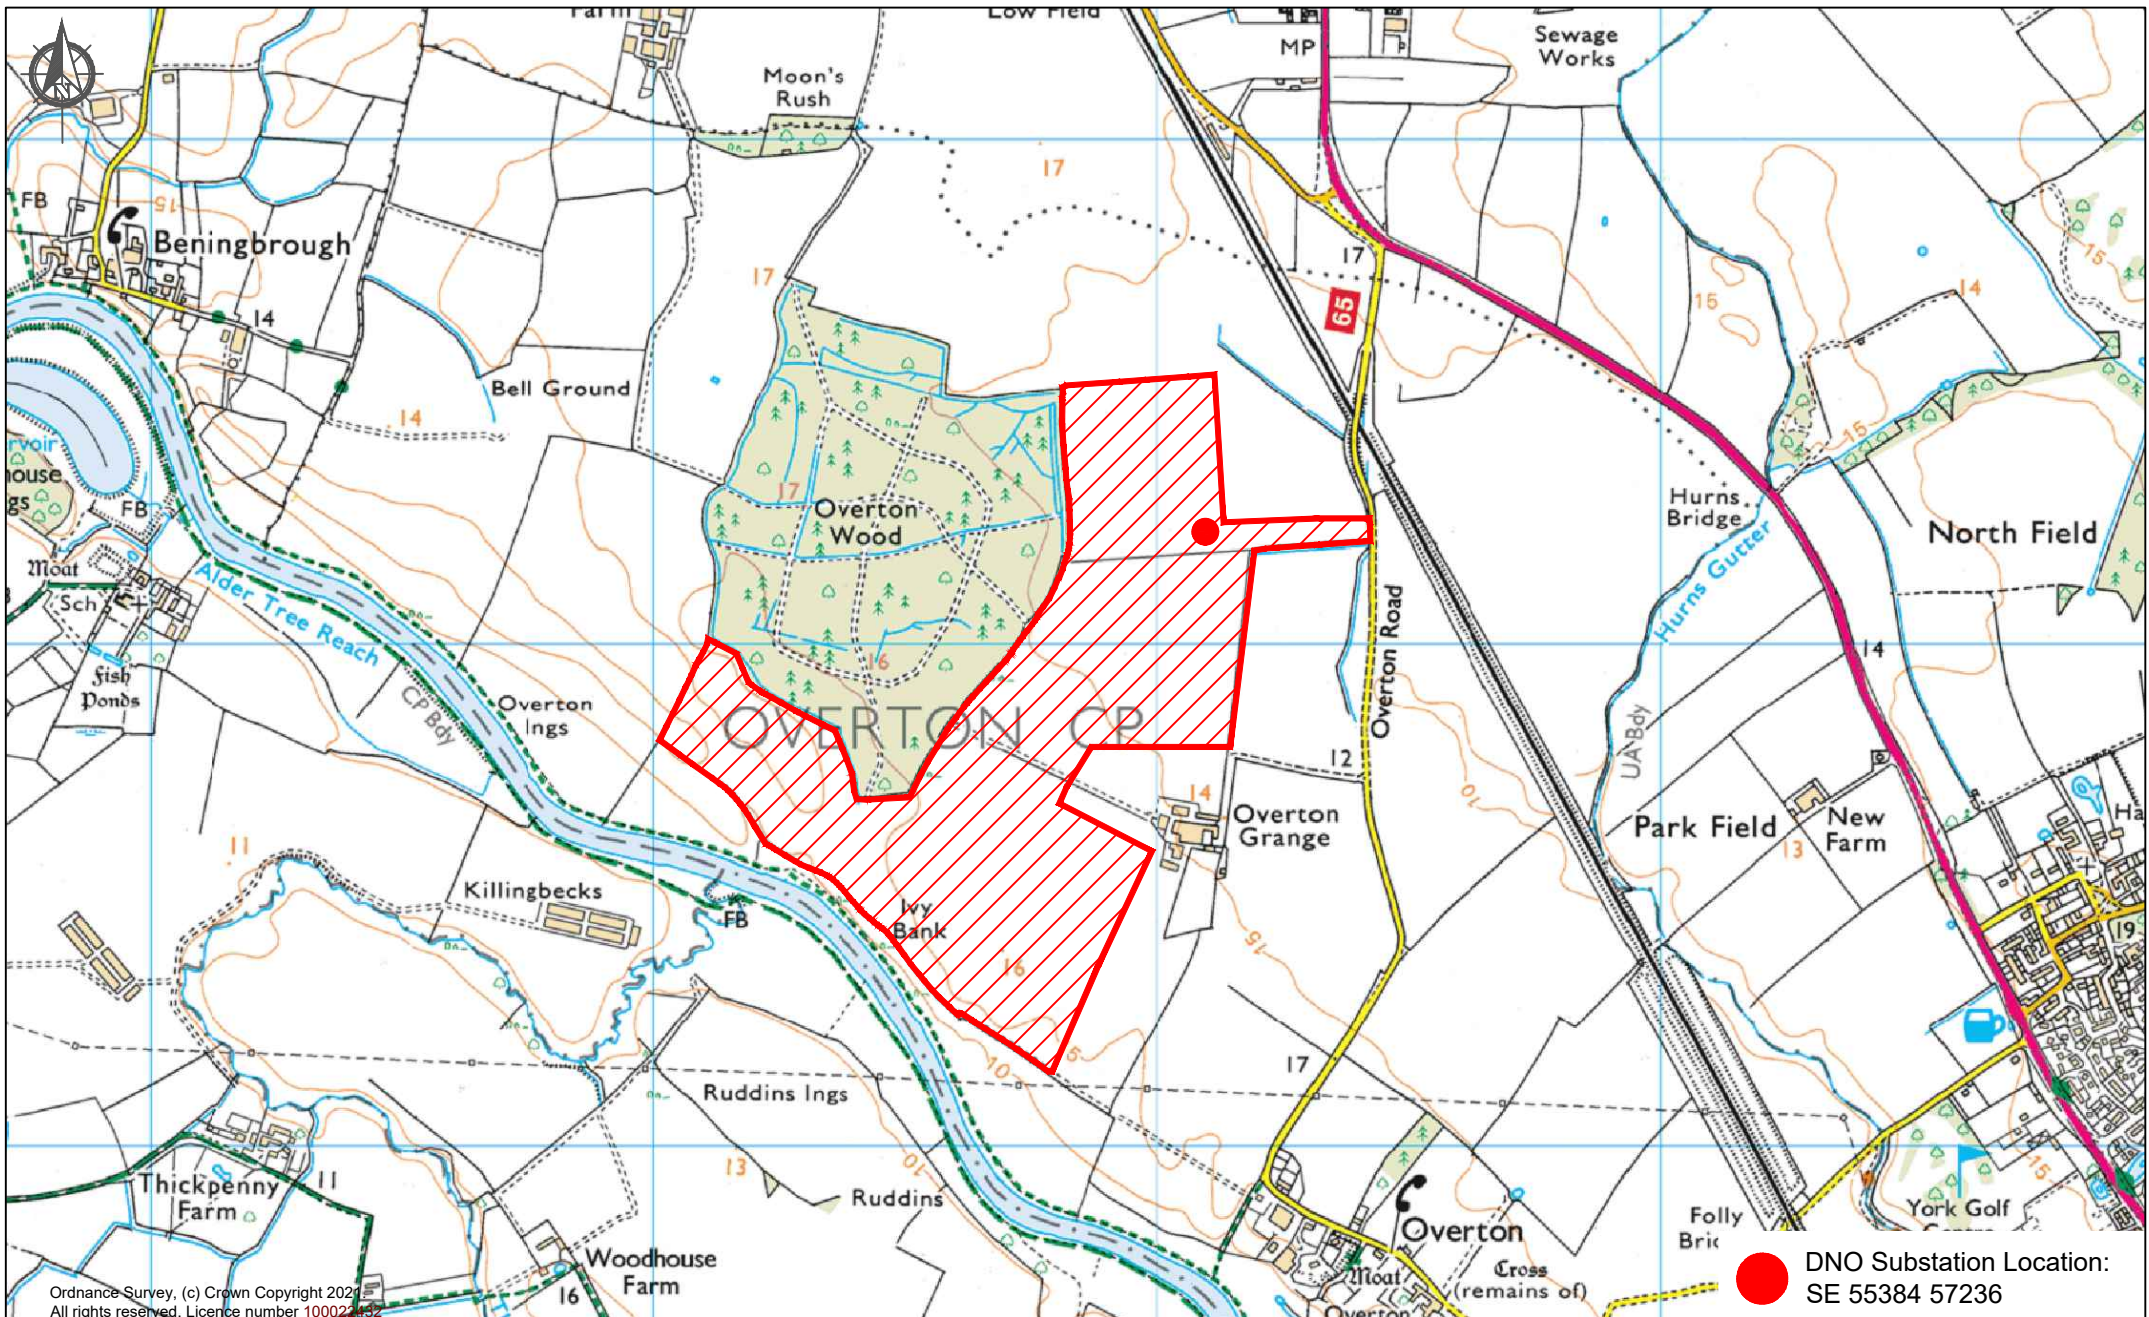 N
Farm
Low Field
MP
Sewage
Works
Moon's
Rush
17
FB
15
Beningbrough
17
17
65
15
14
15
14
Bell Ground
14
17
Overton
Wood
15
Hurns
Bridge
North Field
FB
Moat
Sch
Alder Tree Reach
Hurns Gutter
Overton Road
Fish
Ponds
CP Bdy
Overton
Ings
16
14
OVERTON CP
UA Bdy
12
14
10
Overton
Grange
Park Field
New
Farm
13
11
Killingbecks
FB
Ivy
Bank
16
15
19
Ruddins Ings
10
5
17
13
10
Ruddins
Thickpenny
Farm
11
Woodhouse
Farm
16
Overton
Moat
Cross
(remains of)
Overton
Folly
York Golf
15
DNO Substation Location:
SE 55384 57236
Ordnance Survey, (c) Crown Copyright 2021.
All rights reserved. Licence number 100022432